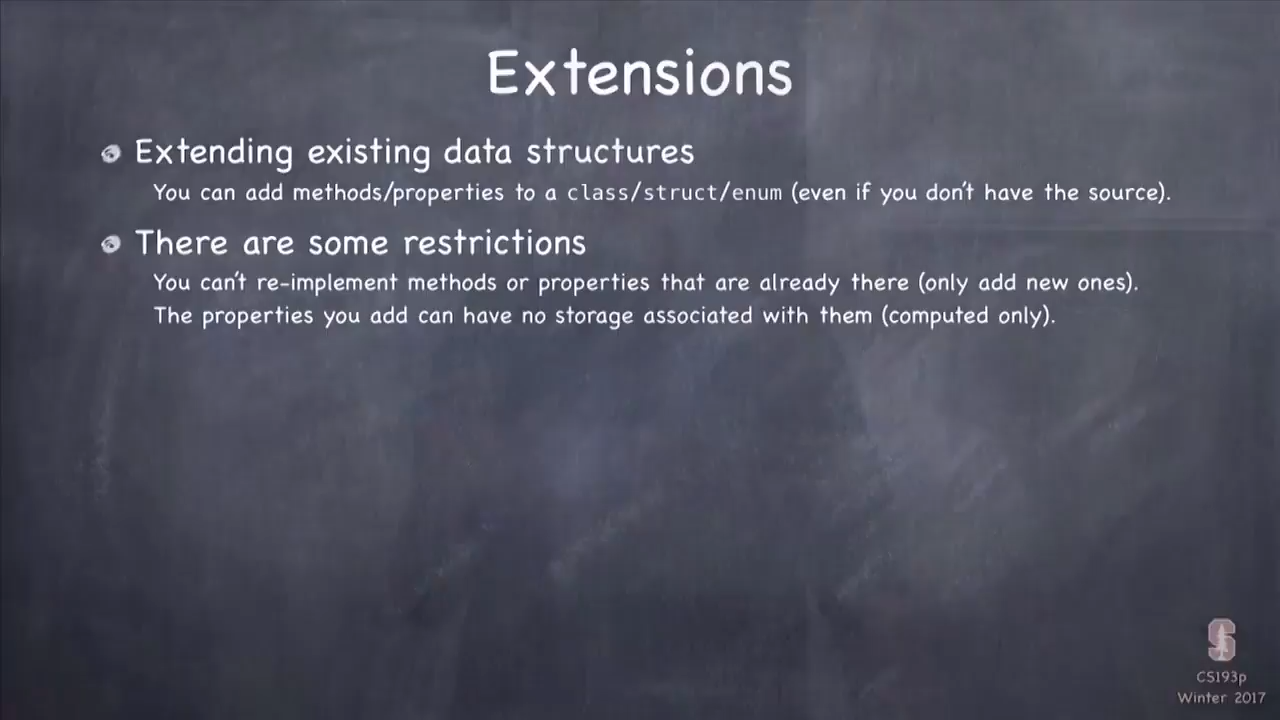 Extensions
Extending existing data structures
You can add methods/properties to a class/struct/enum (even if you don't have the source).
There are some restrictions
You can't re-implement methods or properties that are already there (only add new ones).
The properties you add can have no storage associated with them (computed only).
S
CS193p
Winter 2017